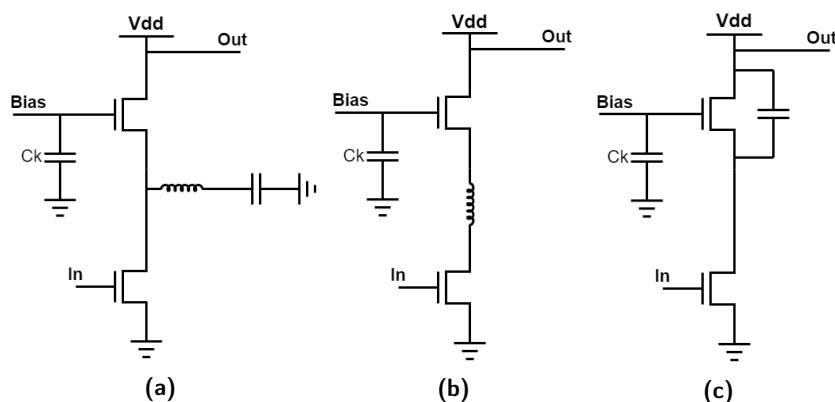 Vdd
Out
Bias
Ck
In
(a)
Vdd
Out
Bias
Ck
In
(b)
Vdd
Out
Bias
Ck
In
(c)